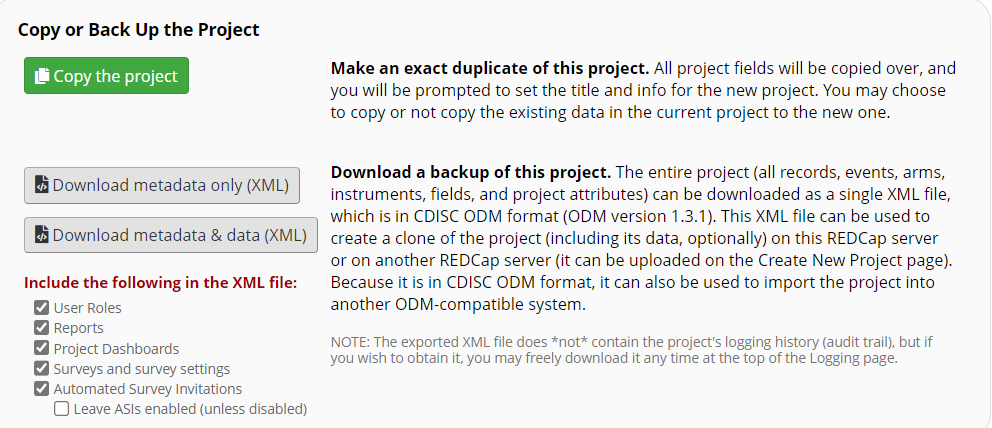 Copy or Back Up the Project
Copy the project
Make an exact duplicate of this project. All project fields will be copied over, and
you will be prompted to set the title and info for the new project. You may choose
to copy or not copy the existing data in the current project to the new one.
Download metadata only (XML)
Download metadata & data (XML)
Include the following in the XML file:
User Roles
Reports
Project Dashboards
Surveys and survey settings
Automated Survey Invitations
Leave ASIs enabled (unless disabled)
Download a backup of this project. The entire project (all records, events, arms,
instruments, fields, and project attributes) can be downloaded as a single XML file,
which is in CDISC ODM format (ODM version 1.3.1). This XML file can be used to
create a clone of the project (including its data, optionally) on this REDCap server
or on another REDCap server (it can be uploaded on the Create New Project page).
Because it is in CDISC ODM format, it can also be used to import the project into
another ODM-compatible system.
NOTE: The exported XML file does *not* contain the project's logging history (audit trail), but if
you wish to obtain it, you may freely download it any time at the top of the Logging page.